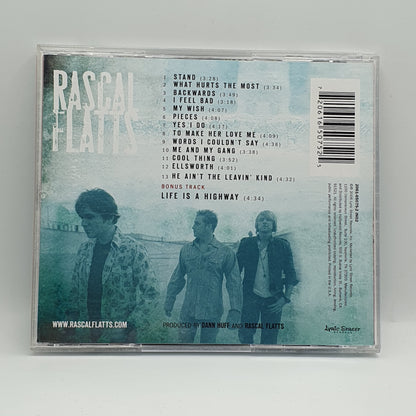 RASCAL
FLATTS
1 STAND (3:28)
2 WHAT HURTS THE MOST (3:34)
3 BACKWARDS (3:49)
4 I FEEL BAD (3:18)
5 MY WISH (4:07)
6 PIECES (4:08)
7 YES I DO (4:17)
8 TO MAKE HER LOVE ME (4:09)
9 WORDS I COULDN'T SAY (4:38)
10 ME AND MY GANG (3:38)
11 COOL THING (3:52)
12 ELLSWORTH (4:01)
13 HE AIN'T THE LEAVIN' KIND (4:32)
BONUS TRACK
LIFE IS A HIGHWAY (4:34)
WWW.RASCALFLATTS.COM
PRODUCED BY DANN HUFF AND RASCAL FLATTS
Lyric Street
RECORDS